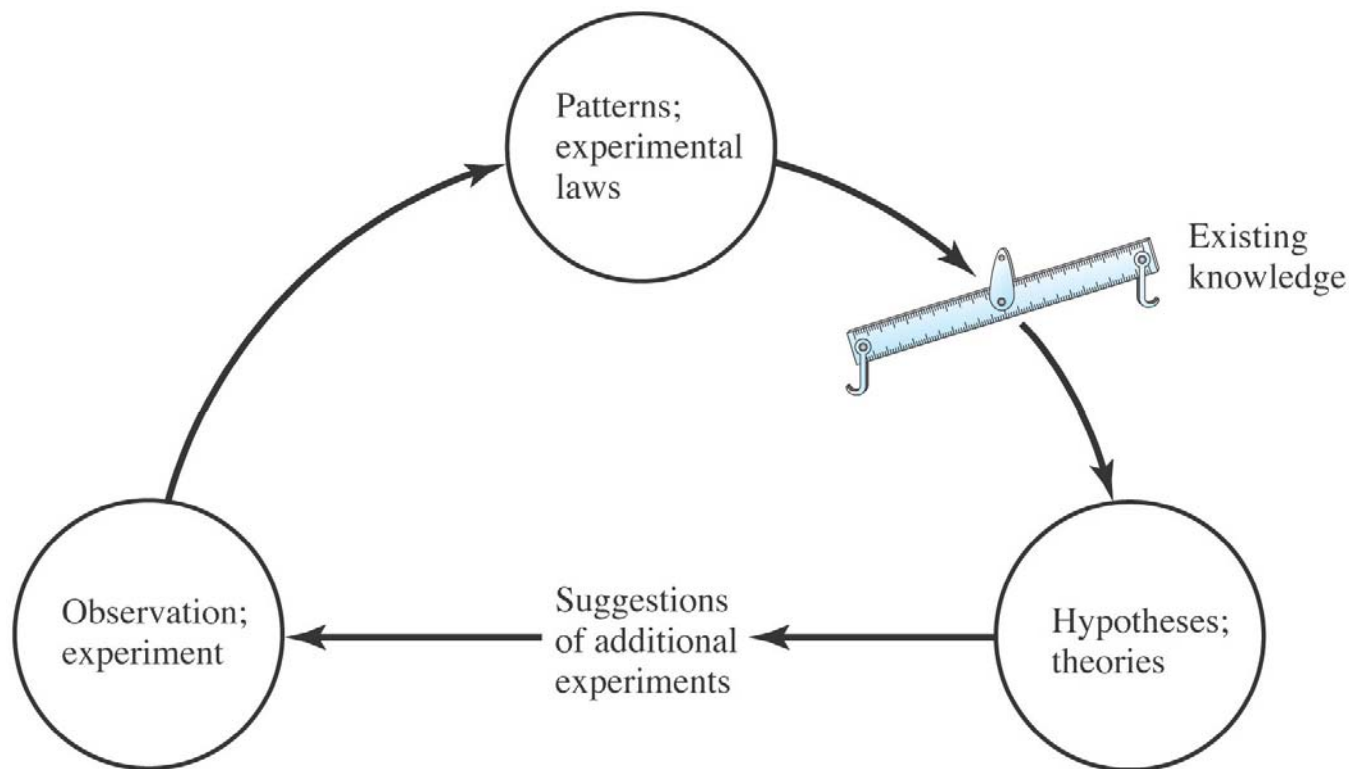 Patterns;
experimental
laws
Existing
knowledge
Observation;
experiment
Suggestions
of additional
experiments
Hypotheses;
theories